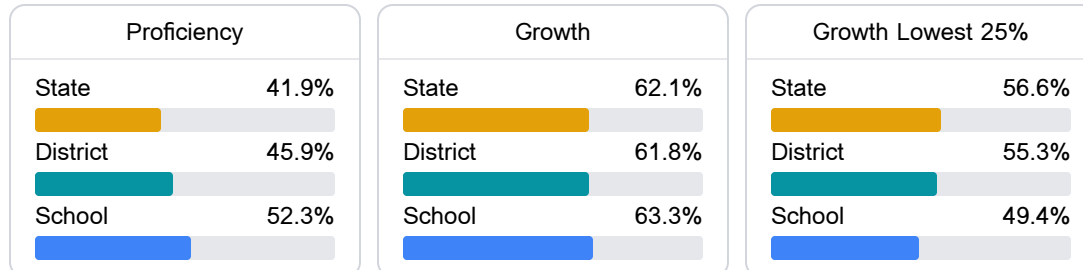 Proficiency
State 41.9%
District 45.9%
School 52.3%
Growth
State 62.1%
District 61.8%
School 63.3%
Growth Lowest 25%
State 56.6%
District 55.3%
School 49.4%